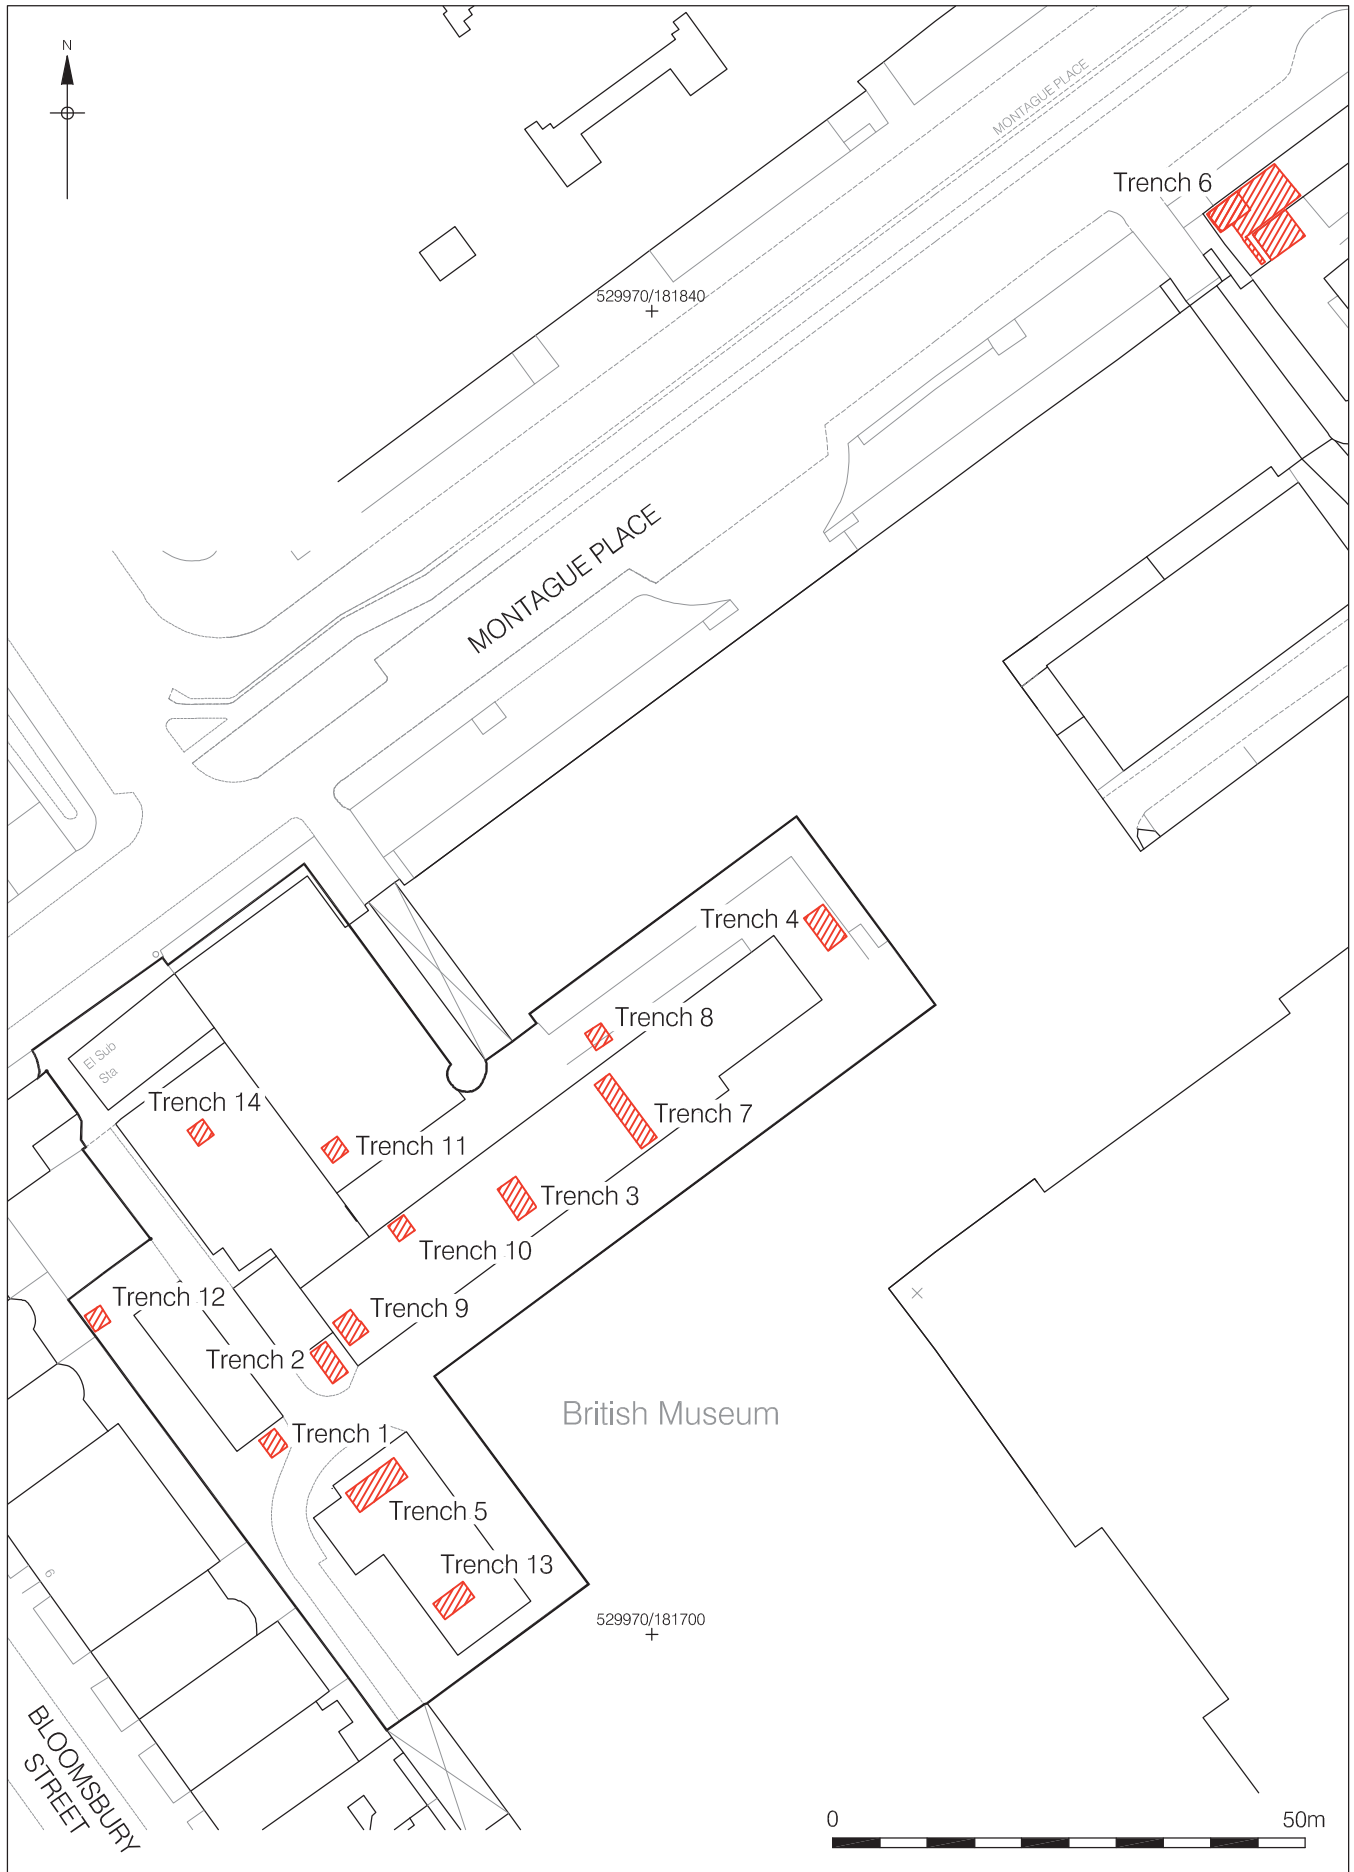 N
MONTAGUE PLACE
Trench 6
529970/181840
MONTAGUE PLACE
Trench 4
Trench 8
El Sub
Sta
Trench 14
Trench 7
Trench 11
Trench 3
Trench 10
Trench 12
Trench 9
Trench 2
British Museum
Trench 1
Trench 5
Trench 13
6
529970/181700
BLOOMSBURY
STREET
0 50m